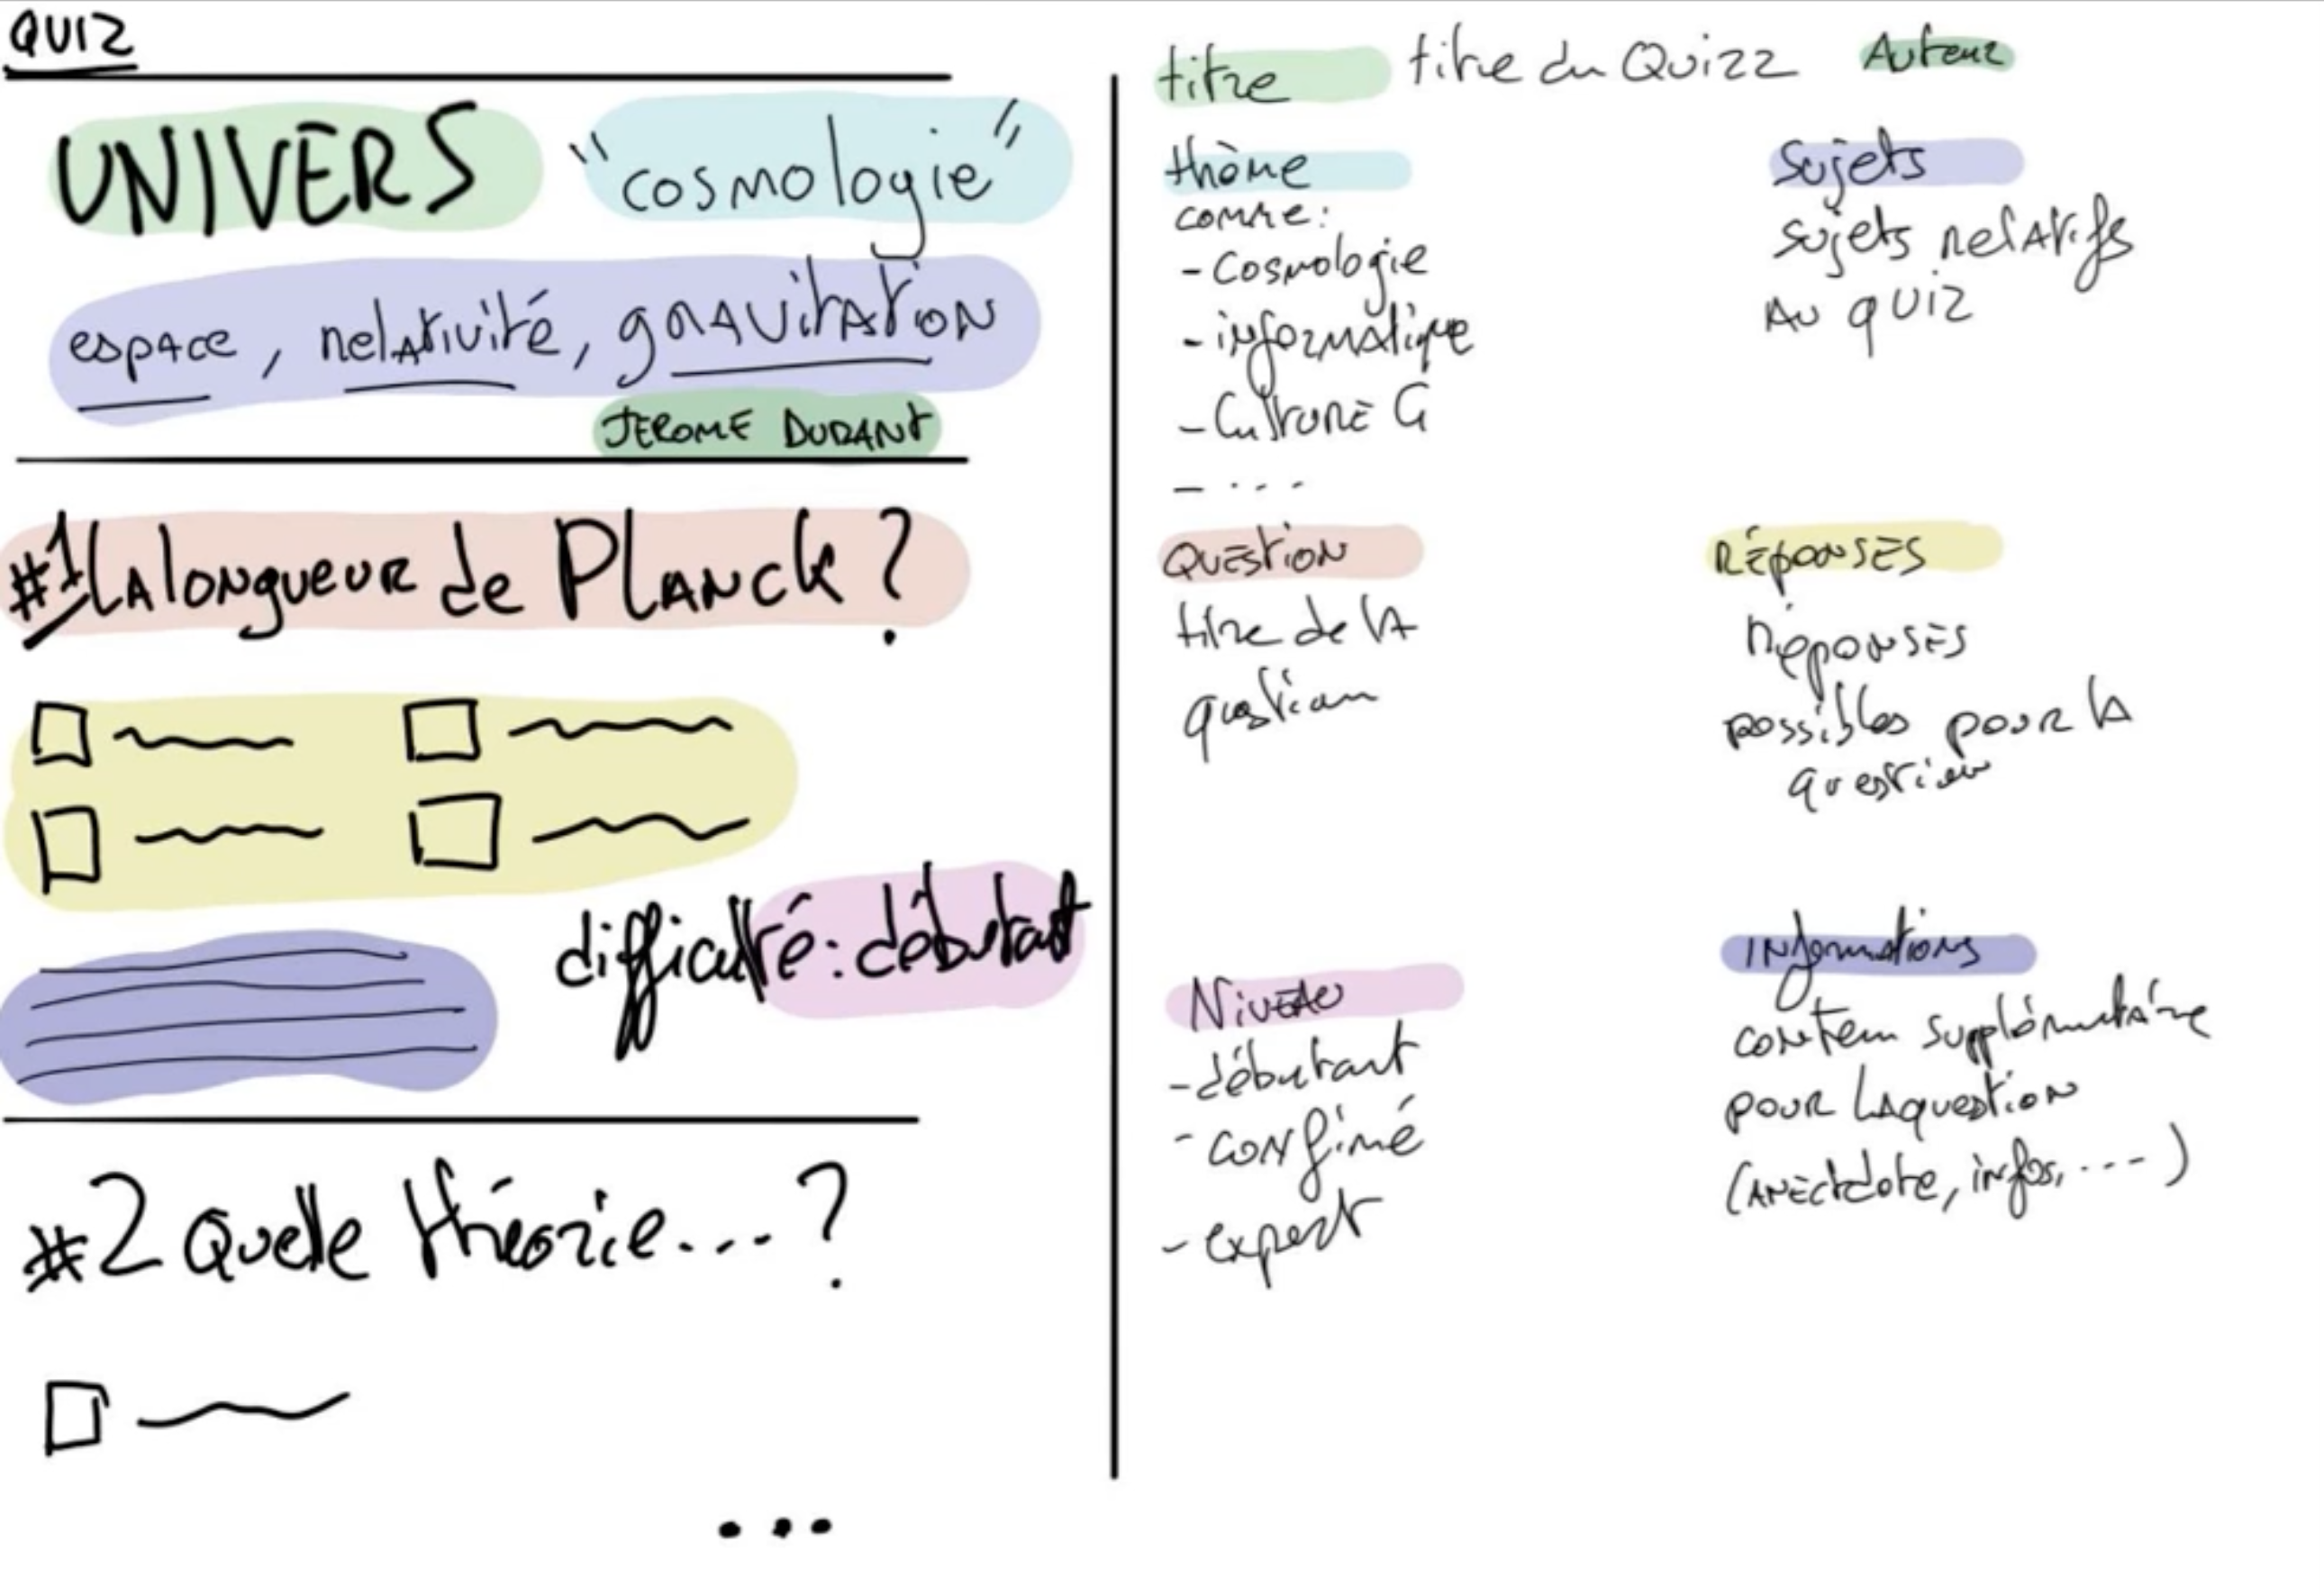 QUIZ
UNIVERS "cosmologie"
espace, relativité, gravitation
JEROME DURANT
#1 LA longueur de PLANCK ?
difficulté : débutant
#2 Quelle théorie... ?
...
titre titre du Quizz Auteur
thème
comme :
- Cosmologie
- informatique
- Culture G
- ...
Sujets
sujets relatifs
AU QUIZ
QUESTION
titre de la
question
RÉPONSES
réponses
possibles pour la
question
NIVEAU
- débutant
- confimé
- expert
INformations
contenu supplémentaire
pour LA question
(ANECtdote, infos, ....)